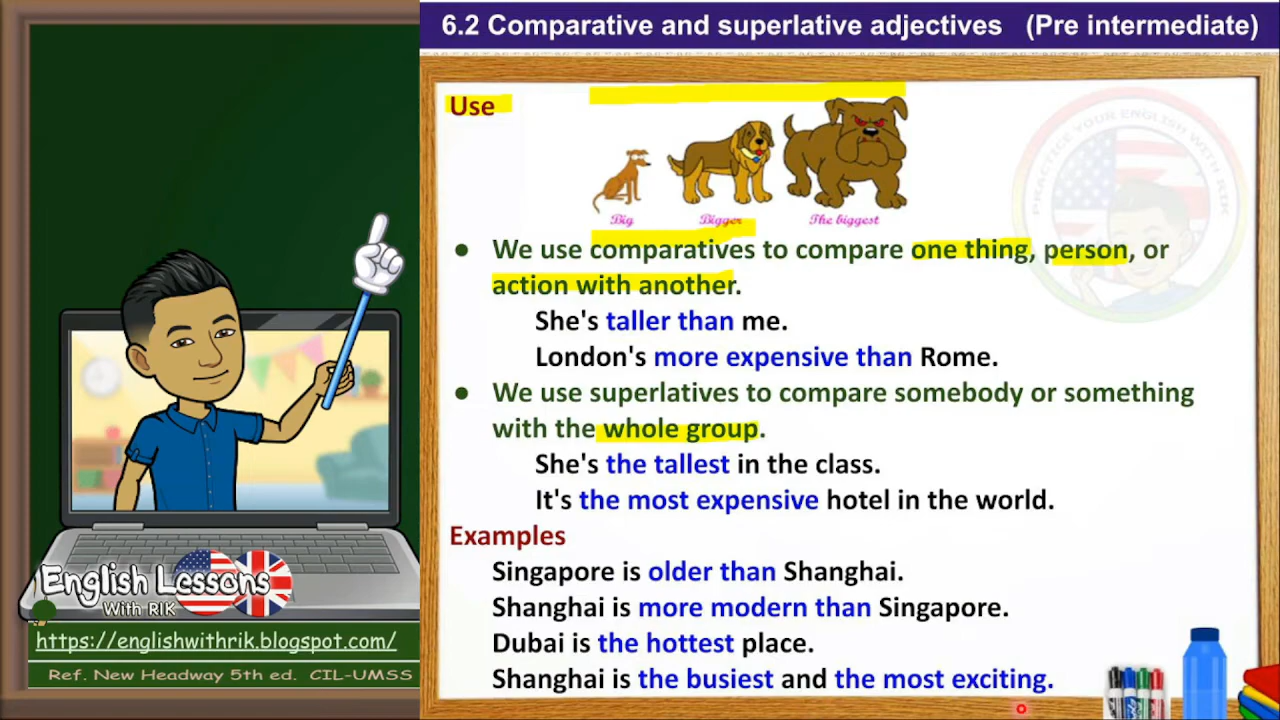 6.2 Comparative and superlative adjectives (Pre intermediate)
Use
Big Bigger The biggest
● We use comparatives to compare one thing, person, or
action with another.
She's taller than me.
London's more expensive than Rome.
● We use superlatives to compare somebody or something
with the whole group.
She's the tallest in the class.
It's the most expensive hotel in the world.
Examples
Singapore is older than Shanghai.
Shanghai is more modern than Singapore.
Dubai is the hottest place.
Shanghai is the busiest and the most exciting.
PRACTICE YOUR ENGLISH WITH RIK
English Lessons
With RIK
https://englishwithrik.blogspot.com/
Ref. New Headway 5th ed. CIL-UMSS